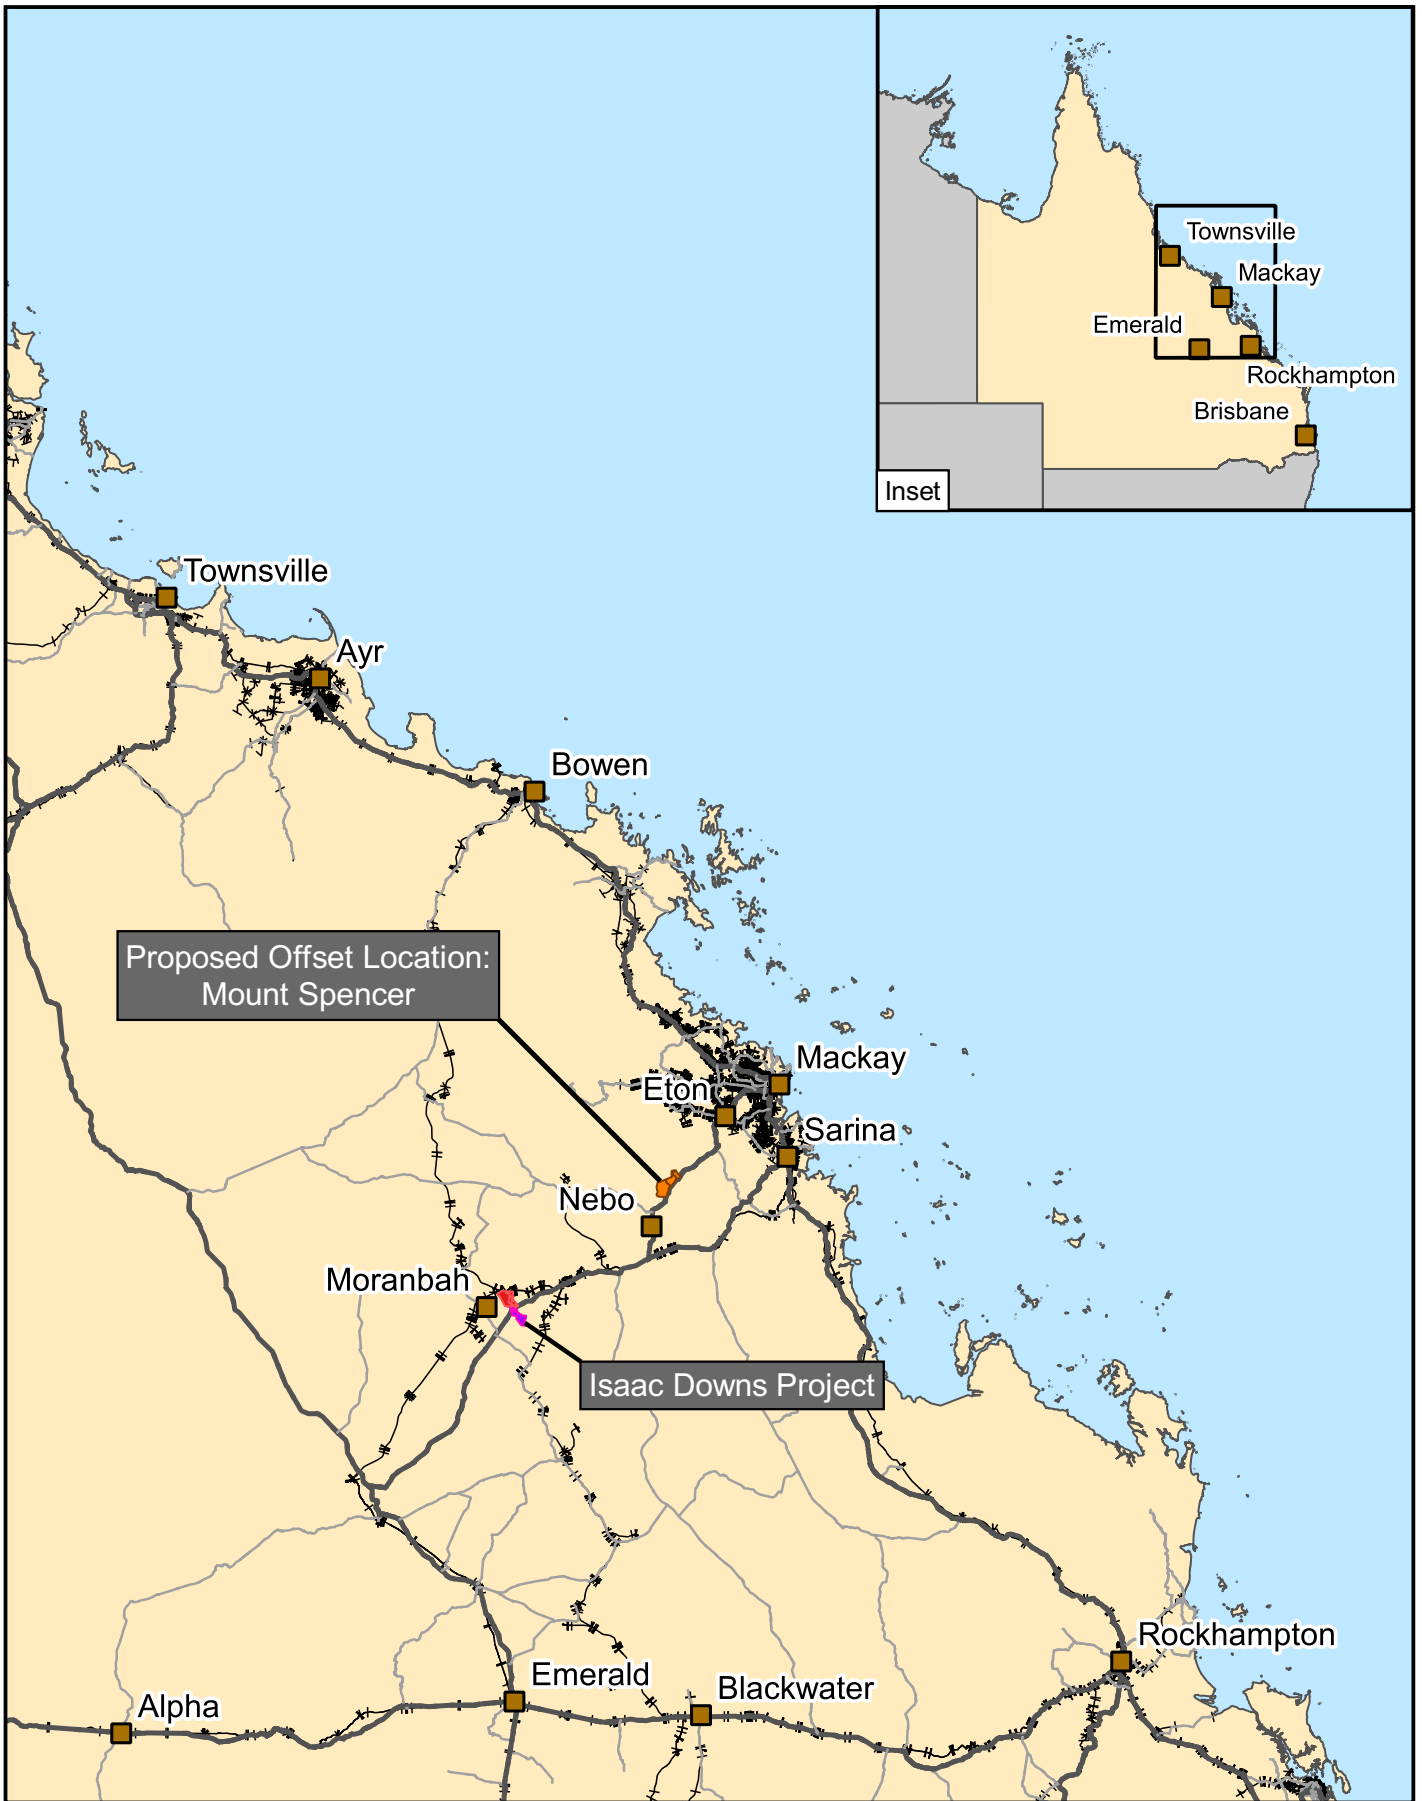 Townsville
Mackay
Emerald
Rockhampton
Brisbane
Inset
Townsville
Ayr
Bowen
Proposed Offset Location:
Mount Spencer
Mackay
Eton
Sarina
Nebo
Moranbah
Isaac Downs Project
Rockhampton
Emerald
Blackwater
Alpha